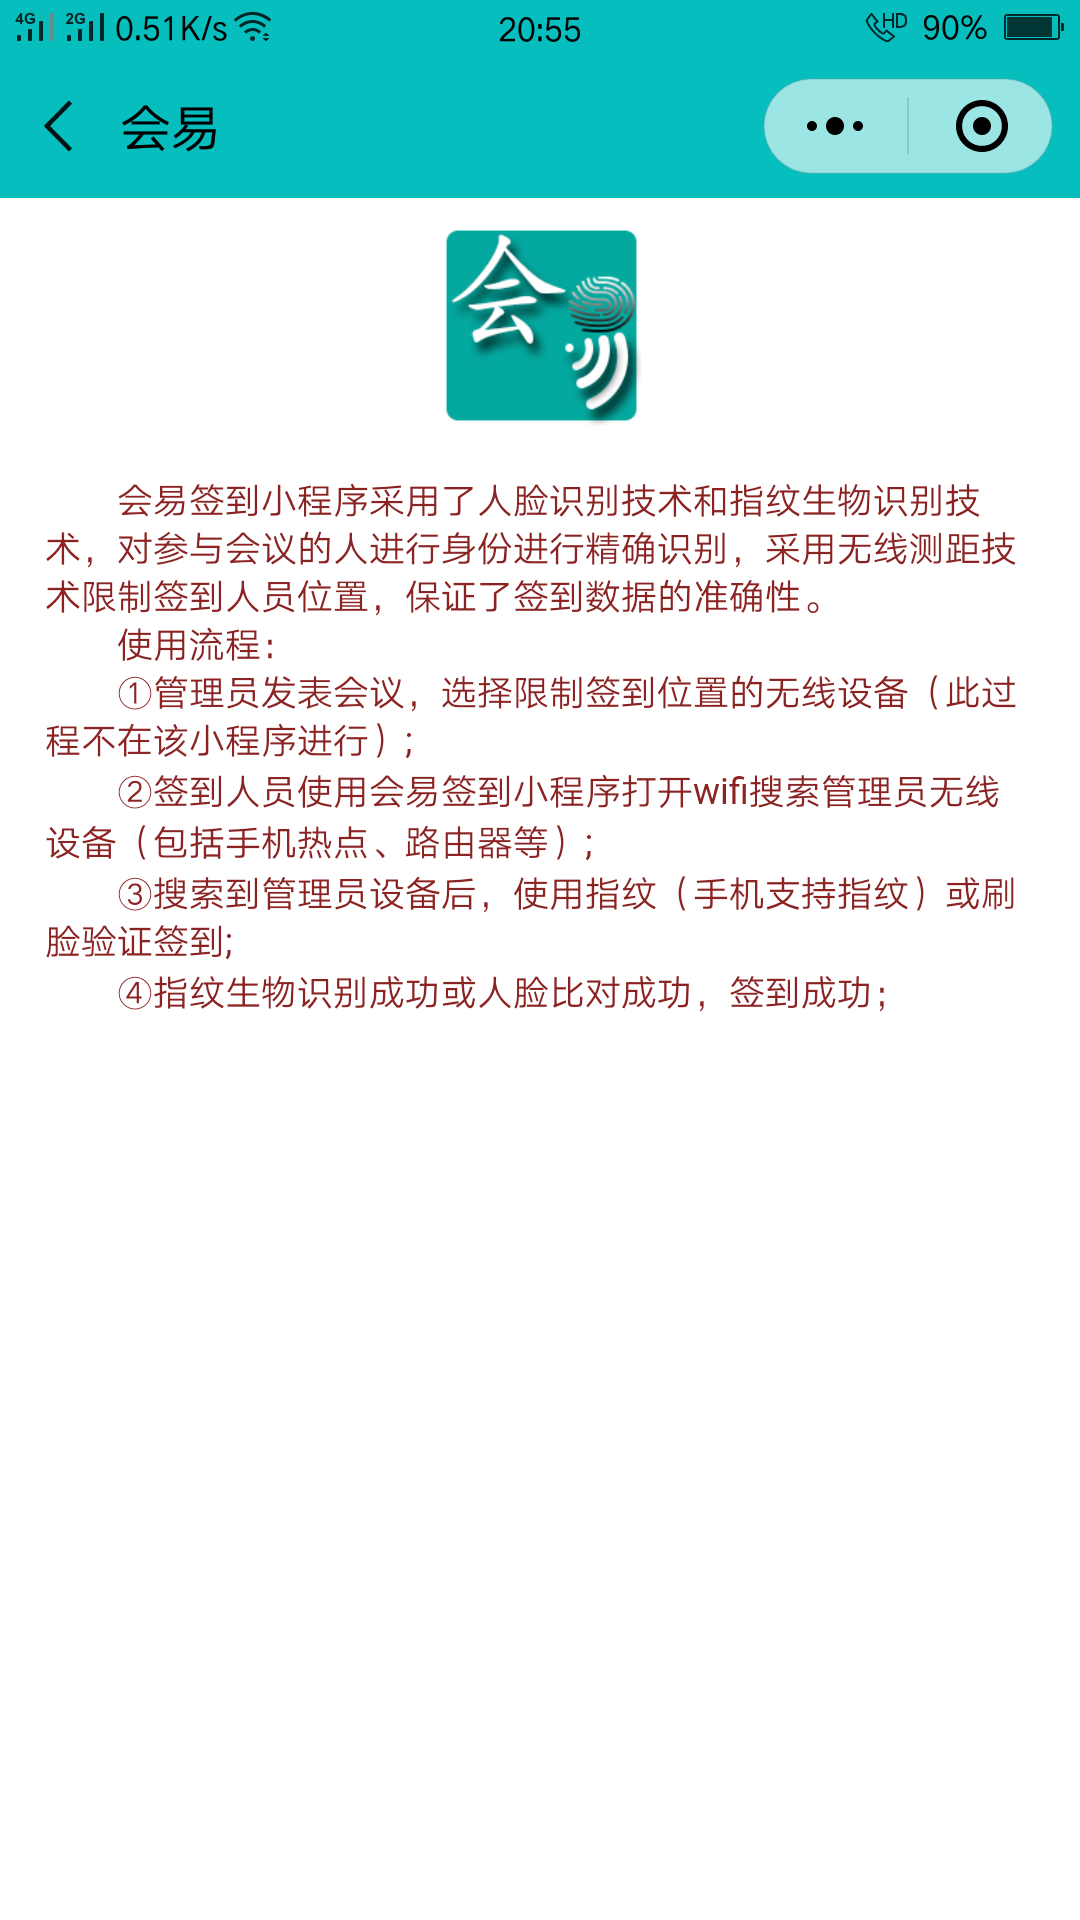 4G 2G 0.51K/s 20:55 HD 90%
会易
会
会易签到小程序采用了人脸识别技术和指纹生物识别技
术，对参与会议的人进行身份进行精确识别，采用无线测距技
术限制签到人员位置，保证了签到数据的准确性。
使用流程：
①管理员发表会议，选择限制签到位置的无线设备（此过
程不在该小程序进行）;
②签到人员使用会易签到小程序打开wifi搜索管理员无线
设备（包括手机热点、路由器等）;
③搜索到管理员设备后，使用指纹（手机支持指纹）或刷
脸验证签到;
④指纹生物识别成功或人脸比对成功，签到成功；